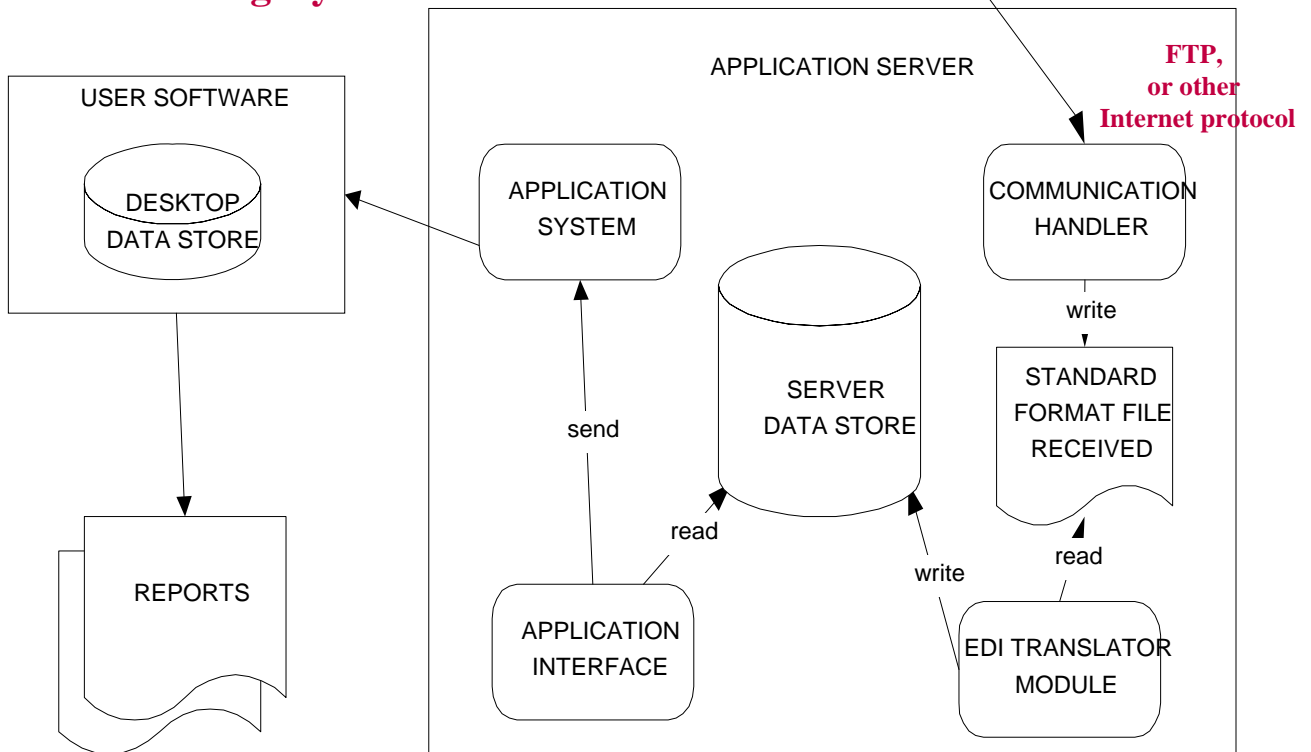 APPLICATION SERVER
FTP,
or other
Internet protocol
USER SOFTWARE
DESKTOP
DATA STORE
APPLICATION
SYSTEM
COMMUNICATION
HANDLER
write
SERVER
DATA STORE
STANDARD
FORMAT FILE
RECEIVED
send
read
write
read
REPORTS
APPLICATION
INTERFACE
EDI TRANSLATOR
MODULE